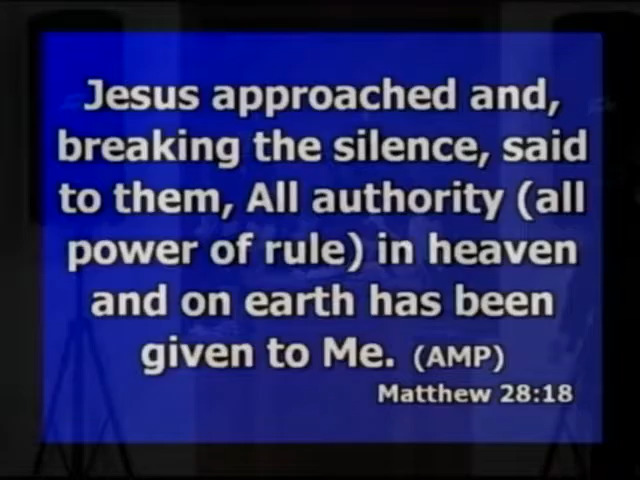 Jesus approached and,
breaking the silence, said
to them, All authority (all
power of rule) in heaven
and on earth has been
given to Me. (AMP)
Matthew 28:18